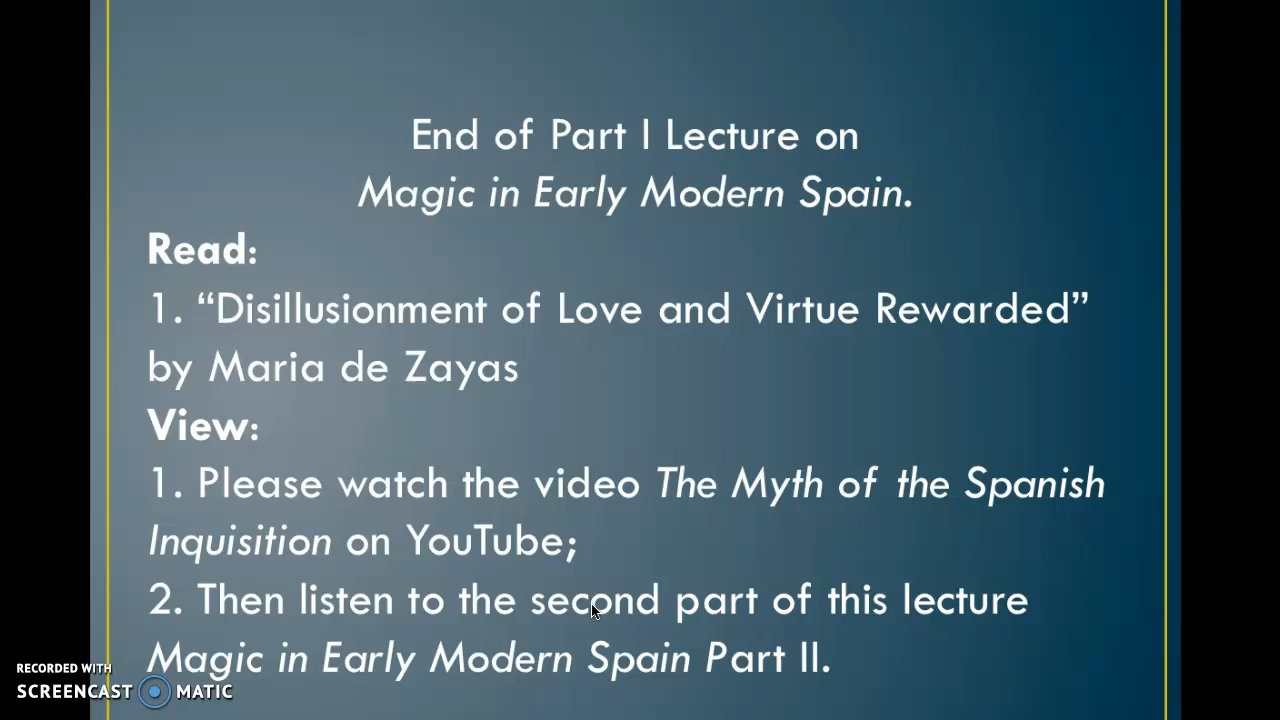 End of Part I Lecture on
Magic in Early Modern Spain.
Read:
1. “Disillusionment of Love and Virtue Rewarded”
by Maria de Zayas
View:
1. Please watch the video The Myth of the Spanish
Inquisition on YouTube;
2. Then listen to the second part of this lecture
Magic in Early Modern Spain Part II.
RECORDED WITH
SCREENCAST MATIC